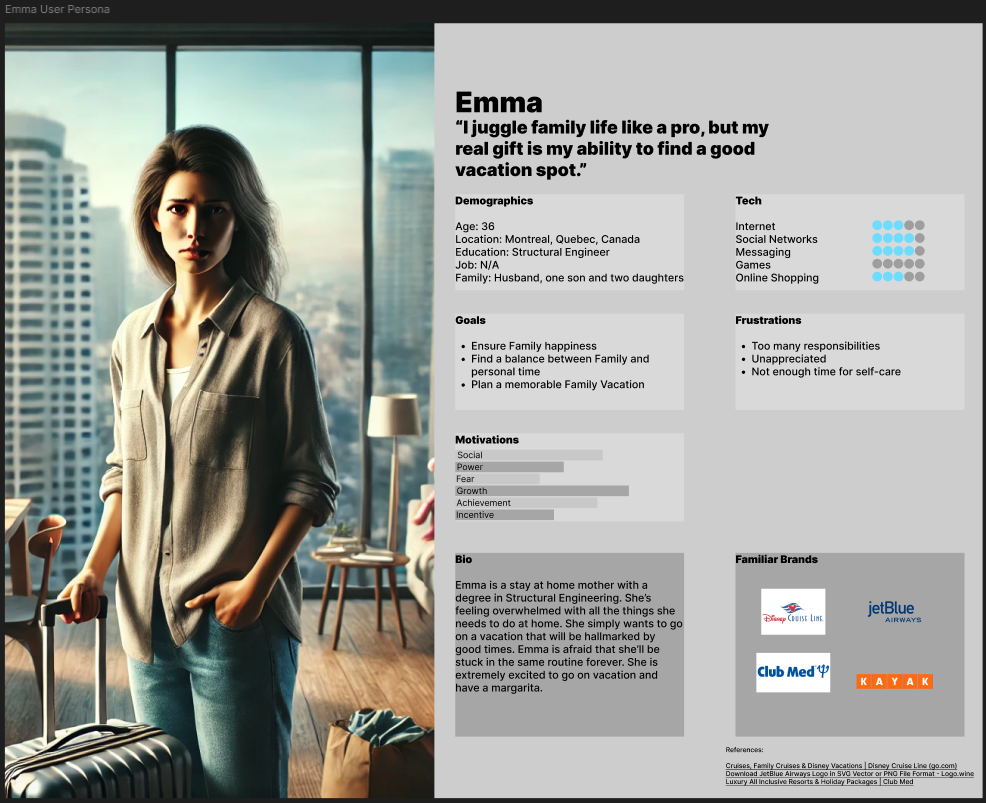 Emma User Persona
Emma
“I juggle family life like a pro, but my
real gift is my ability to find a good
vacation spot.”
Demographics
Age: 36
Location: Montreal, Quebec, Canada
Education: Structural Engineer
Job: N/A
Family: Husband, one son and two daughters
Tech
Internet
Social Networks
Messaging
Games
Online Shopping
Goals
• Ensure Family happiness
• Find a balance between Family and
personal time
• Plan a memorable Family Vacation
Frustrations
• Too many responsibilities
• Unappreciated
• Not enough time for self-care
Motivations
Social
Power
Fear
Growth
Achievement
Incentive
Bio
Emma is a stay at home mother with a
degree in Structural Engineering. She’s
feeling overwhelmed with all the things she
needs to do at home. She simply wants to go
on a vacation that will be hallmarked by
good times. Emma is afraid that she’ll be
stuck in the same routine forever. She is
extremely excited to go on vacation and
have a margarita.
Familiar Brands
Disney CRUISE LINE
jetBlue
AIRWAYS
Club Med
KAYAK
References:
Cruises, Family Cruises & Disney Vacations | Disney Cruise Line (go.com)
Download JetBlue Airways Logo in SVG Vector or PNG File Format - Logo.wine
Luxury All Inclusive Resorts & Holiday Packages | Club Med